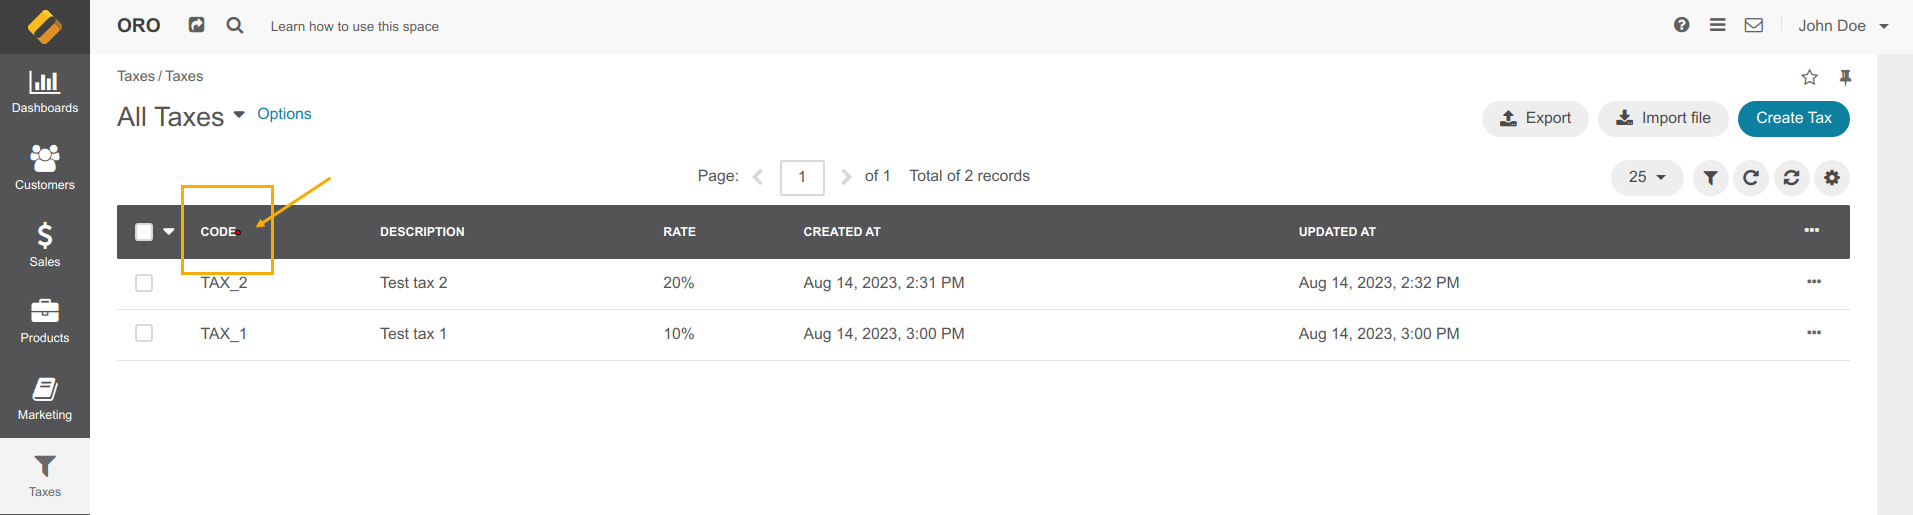 ORO Learn how to use this space John Doe
Dashboards
Customers
Sales
Products
Marketing
Taxes
Taxes / Taxes
All Taxes Options
Export Import file Create Tax
Page: 1 of 1 Total of 2 records 25
CODE DESCRIPTION RATE CREATED AT UPDATED AT
TAX_2 Test tax 2 20% Aug 14, 2023, 2:31 PM Aug 14, 2023, 2:32 PM
TAX_1 Test tax 1 10% Aug 14, 2023, 3:00 PM Aug 14, 2023, 3:00 PM